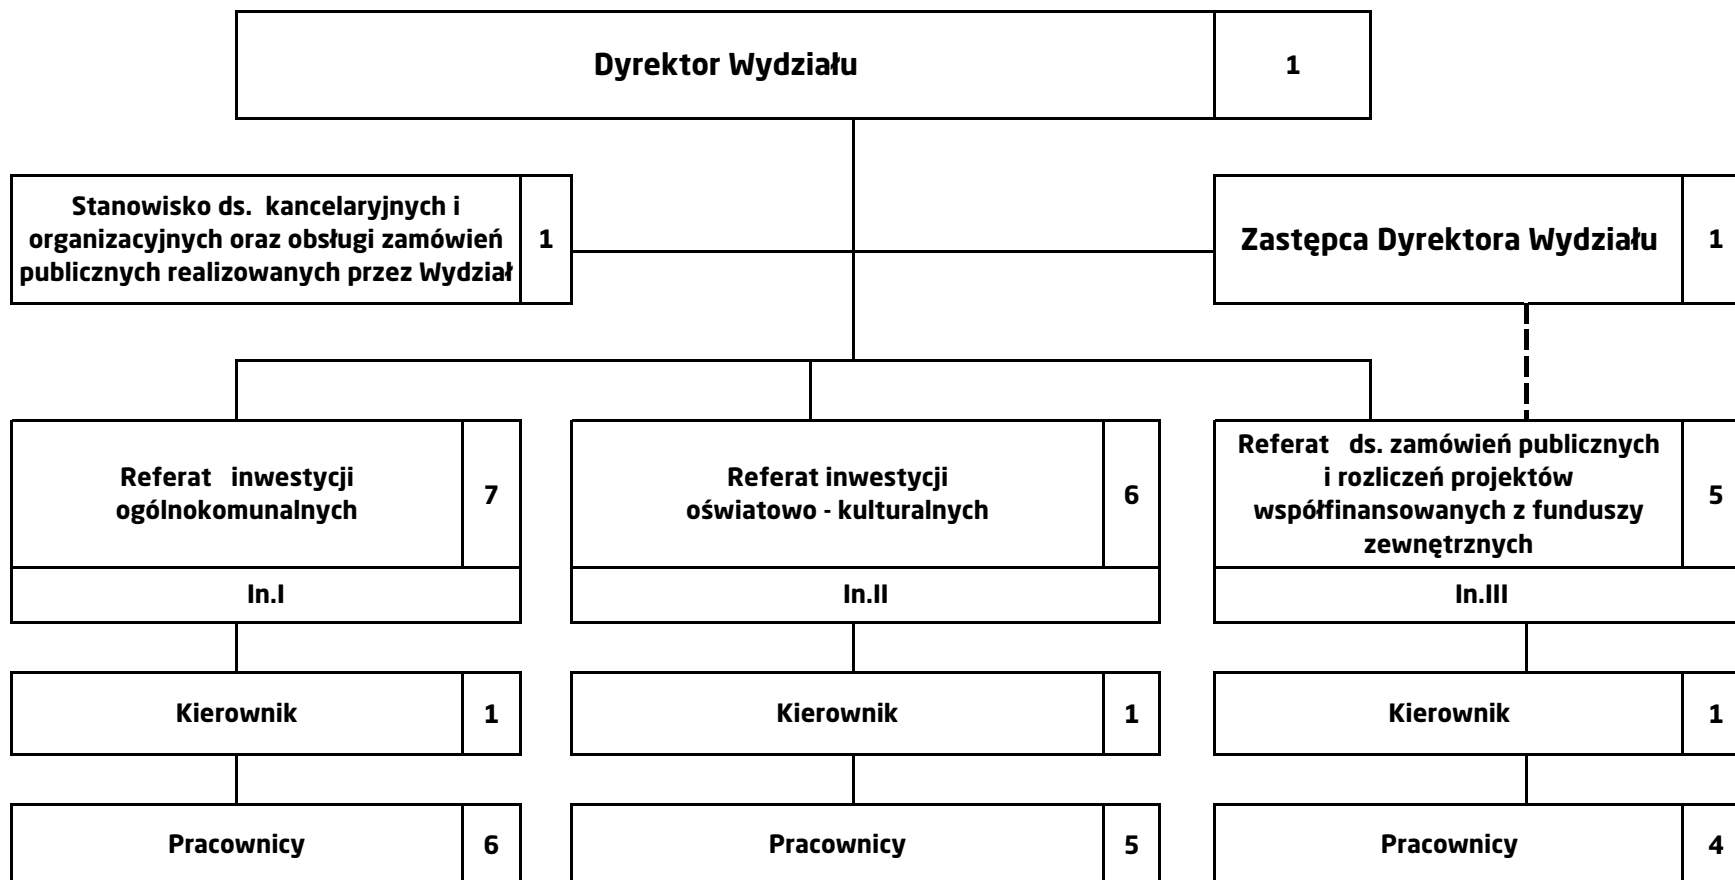 Dyrektor Wydziału
1
Stanowisko ds. kancelaryjnych i
organizacyjnych oraz obsługi zamówień
publicznych realizowanych przez Wydział
1
Zastępca Dyrektora Wydziału
1
Referat inwestycji
ogólnokomunalnych
7
In.I
Referat inwestycji
oświatowo - kulturalnych
6
In.II
Referat ds. zamówień publicznych
i rozliczeń projektów
współfinansowanych z funduszy
zewnętrznych
5
In.III
Kierownik
1
Kierownik
1
Kierownik
1
Pracownicy
6
Pracownicy
5
Pracownicy
4